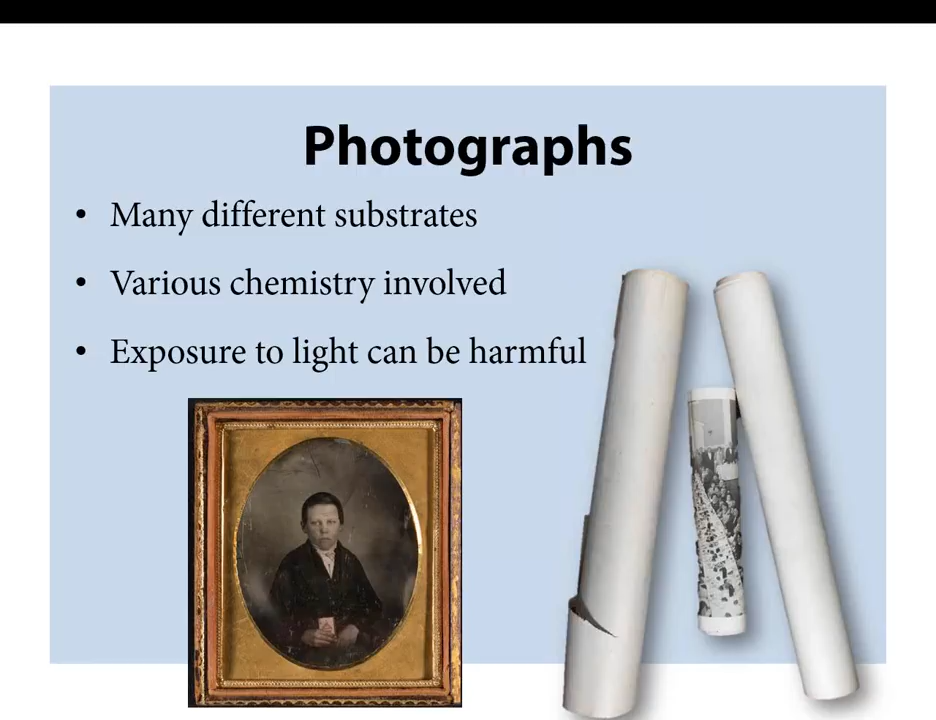 Photographs
• Many different substrates
• Various chemistry involved
• Exposure to light can be harmful